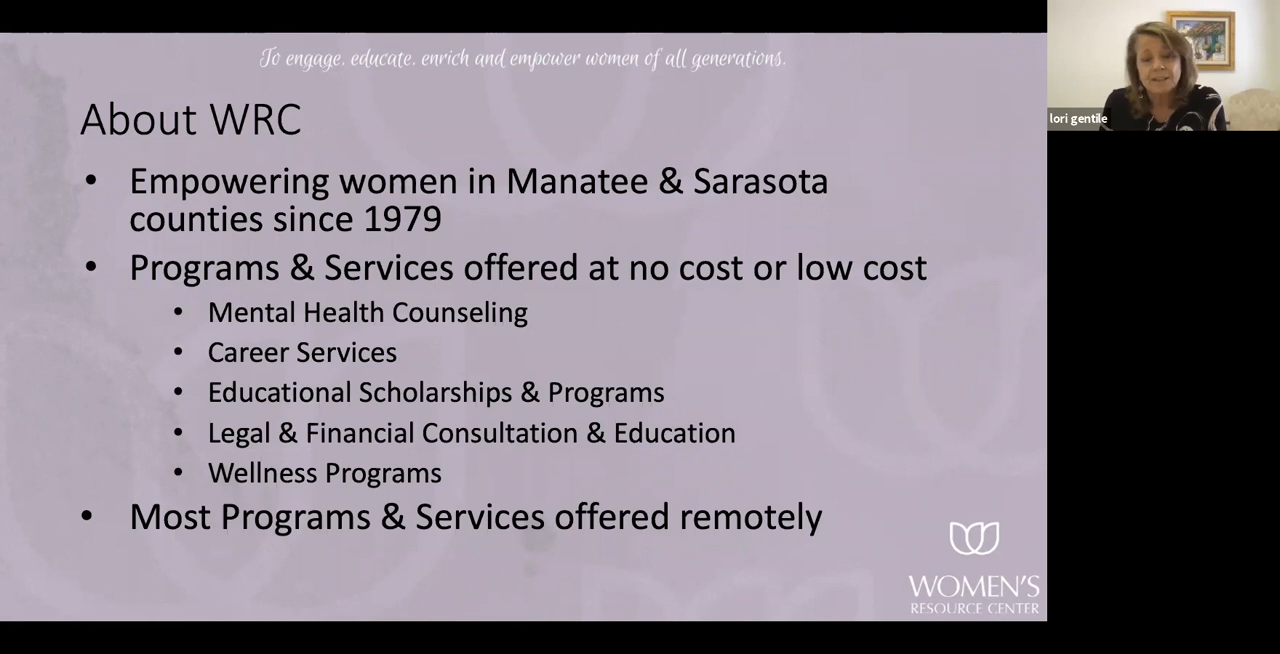 To engage, educate, enrich and empower women of all generations.
About WRC
• Empowering women in Manatee & Sarasota
counties since 1979
• Programs & Services offered at no cost or low cost
• Mental Health Counseling
• Career Services
• Educational Scholarships & Programs
• Legal & Financial Consultation & Education
• Wellness Programs
• Most Programs & Services offered remotely
WOMEN'S
RESOURCE CENTER
lori gentile